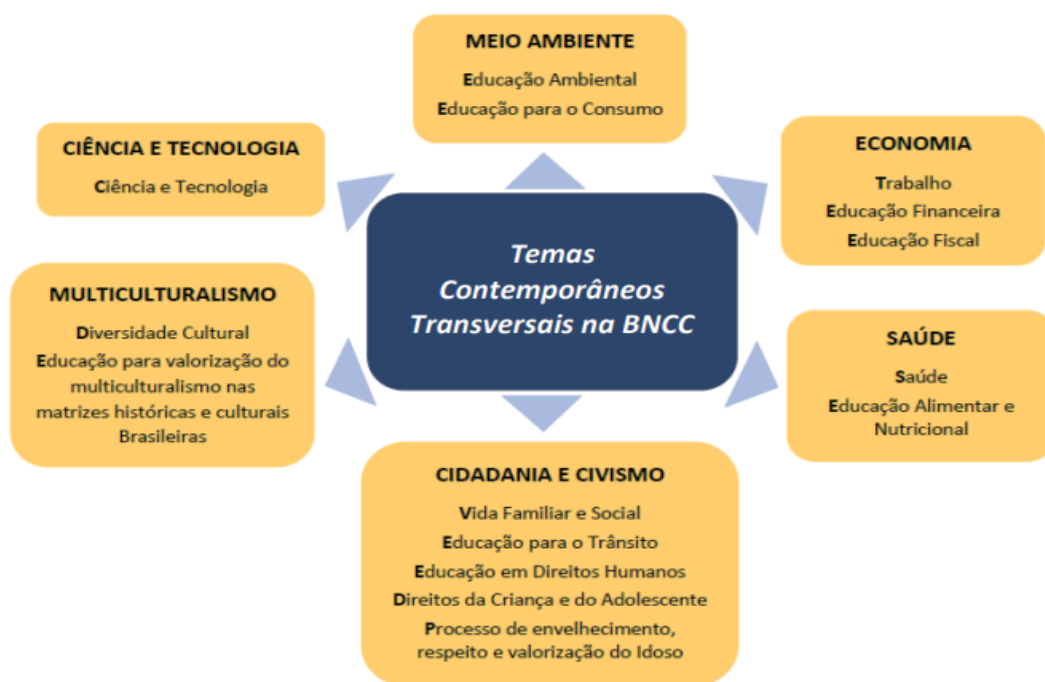 MEIO AMBIENTE
Educação Ambiental
Educação para o Consumo
CIÊNCIA E TECNOLOGIA
Ciência e Tecnologia
ECONOMIA
Trabalho
Educação Financeira
Educação Fiscal
Temas
Contemporâneos
Transversais na BNCC
MULTICULTURALISMO
Diversidade Cultural
Educação para valorização do
multiculturalismo nas
matrizes históricas e culturais
Brasileiras
SAÚDE
Saúde
Educação Alimentar e
Nutricional
CIDADANIA E CIVISMO
Vida Familiar e Social
Educação para o Trânsito
Educação em Direitos Humanos
Direitos da Criança e do Adolescente
Processo de envelhecimento,
respeito e valorização do Idoso